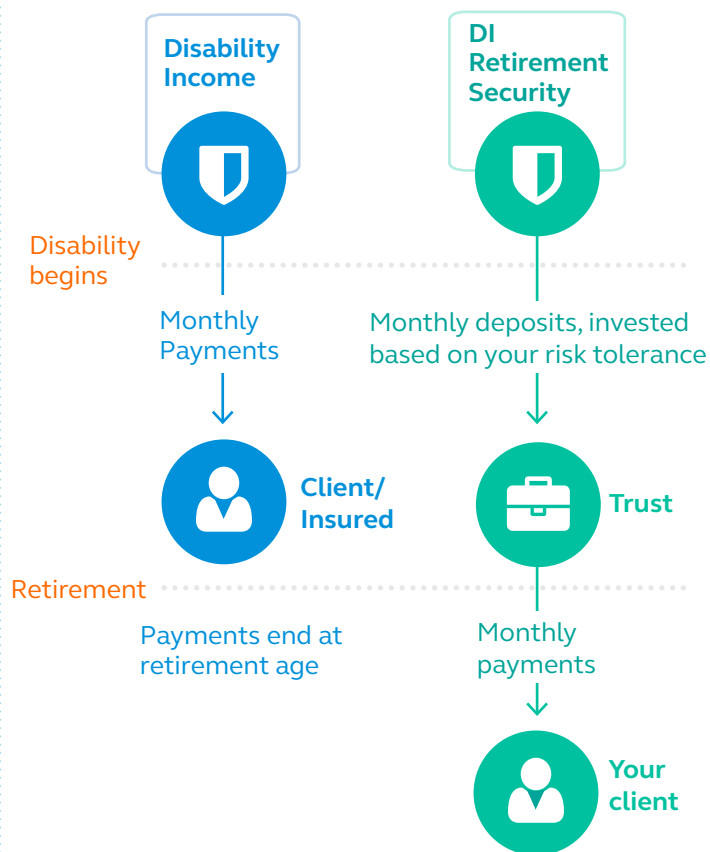 Disability
Income
DI
Retirement
Security
Disability
begins
Monthly
Payments
Monthly deposits, invested
based on your risk tolerance
Client/
Insured
Trust
Retirement
Payments end at
retirement age
Monthly
payments
Your
client